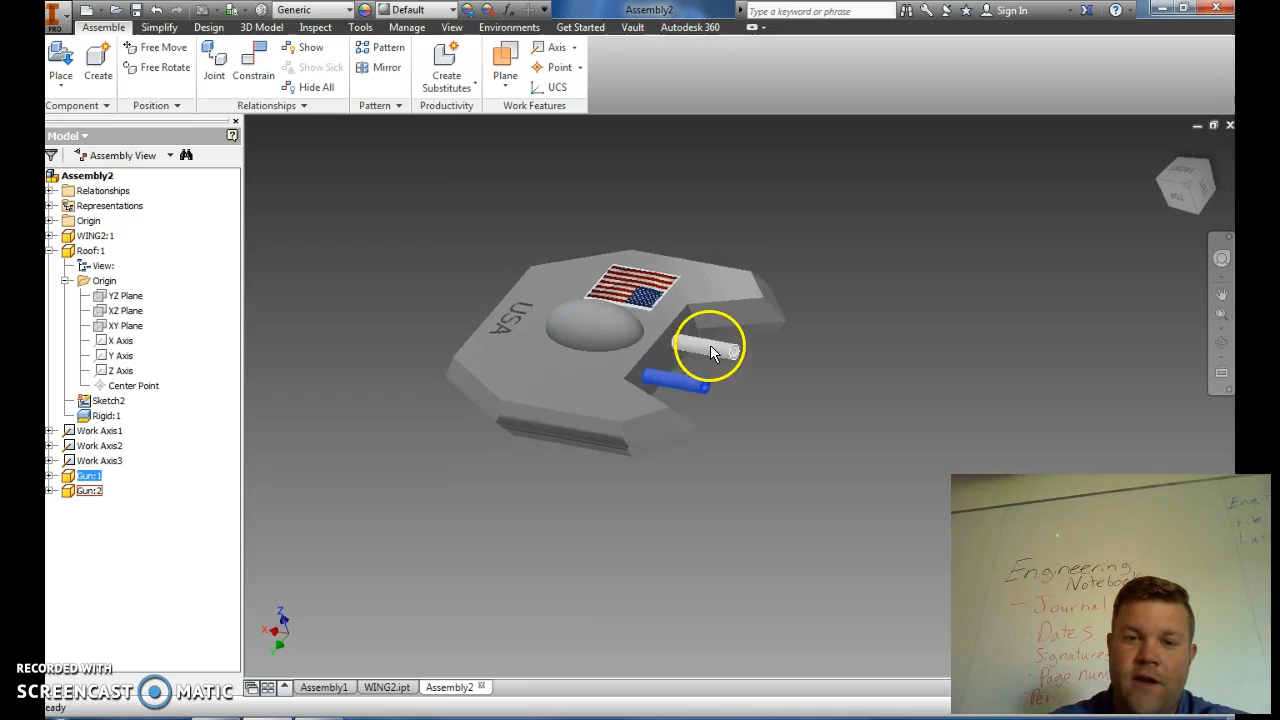 Generic
Default
Assembly2
Type a keyword or phrase
Sign In
PRO
Assemble Simplify Design 3D Model Inspect Tools Manage View Environments Get Started Vault Autodesk 360
Place
Create
Free Move
Free Rotate
Joint
Constrain
Show
Show Sick
Hide All
Pattern
Mirror
Create
Substitutes
Plane
Axis
Point
UCS
Component Position Relationships Pattern Productivity Work Features
Model
Assembly View
Assembly2
Relationships
Representations
Origin
WING2:1
Roof:1
View:
Origin
YZ Plane
XZ Plane
XY Plane
X Axis
Y Axis
Z Axis
Center Point
Sketch2
Rigid:1
Work Axis1
Work Axis2
Work Axis3
Gun:1
Gun:2
USA
TOP
Z
X
Y
Engineering
Notebook
- Journal
Dates
Signatures
Page num
Assembly1 WING2.ipt Assembly2
eady
RECORDED WITH
SCREENCAST MATIC